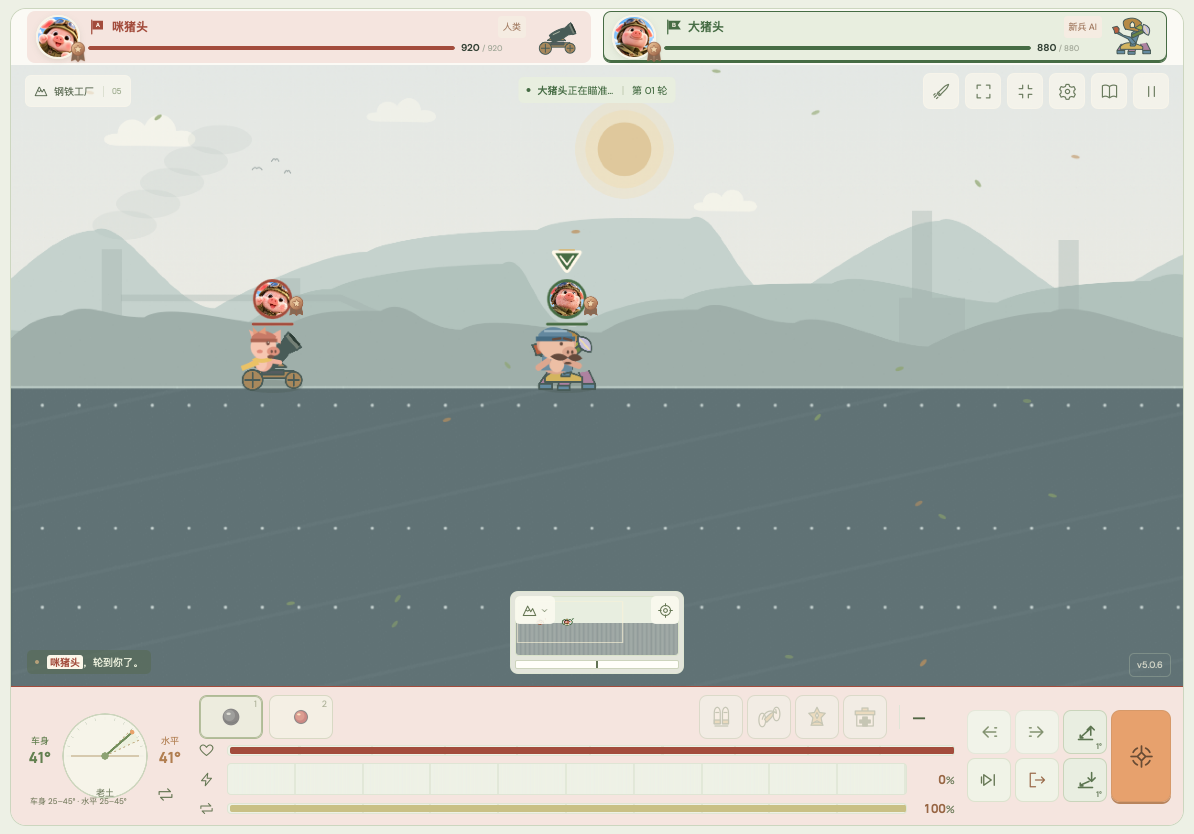 咪猪头
人类
920 / 920
大猪头
新兵 AI
880 / 880
钢铁工厂
05
大猪头正在瞄准... 第 01 轮
咪猪头，轮到你了。
v5.0.6
1
2
车身
41°
水平
41°
老土
车身 25–45° · 水平 25–45°
0%
100%
1°
1°